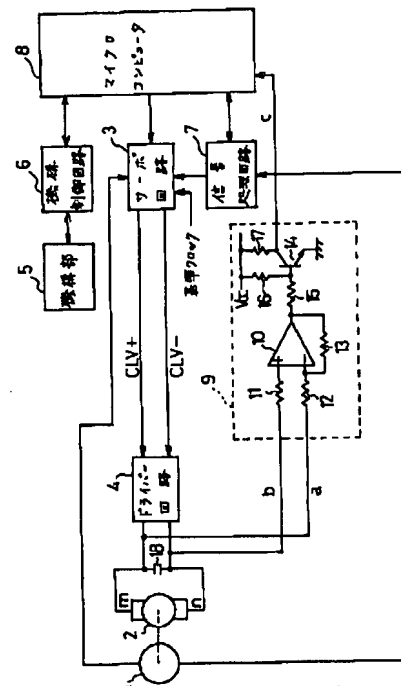 8
マイクロ
コンピュータ
6
機構
制御回路
5
機構部
3
サーボ
回路
7
信号
処理回路
基準クロック
c
CLV+
CLV-
4
ドライバー
回路
18
m
n
2
b
a
9
Vcc
17
16
14
15
10
11
12
13